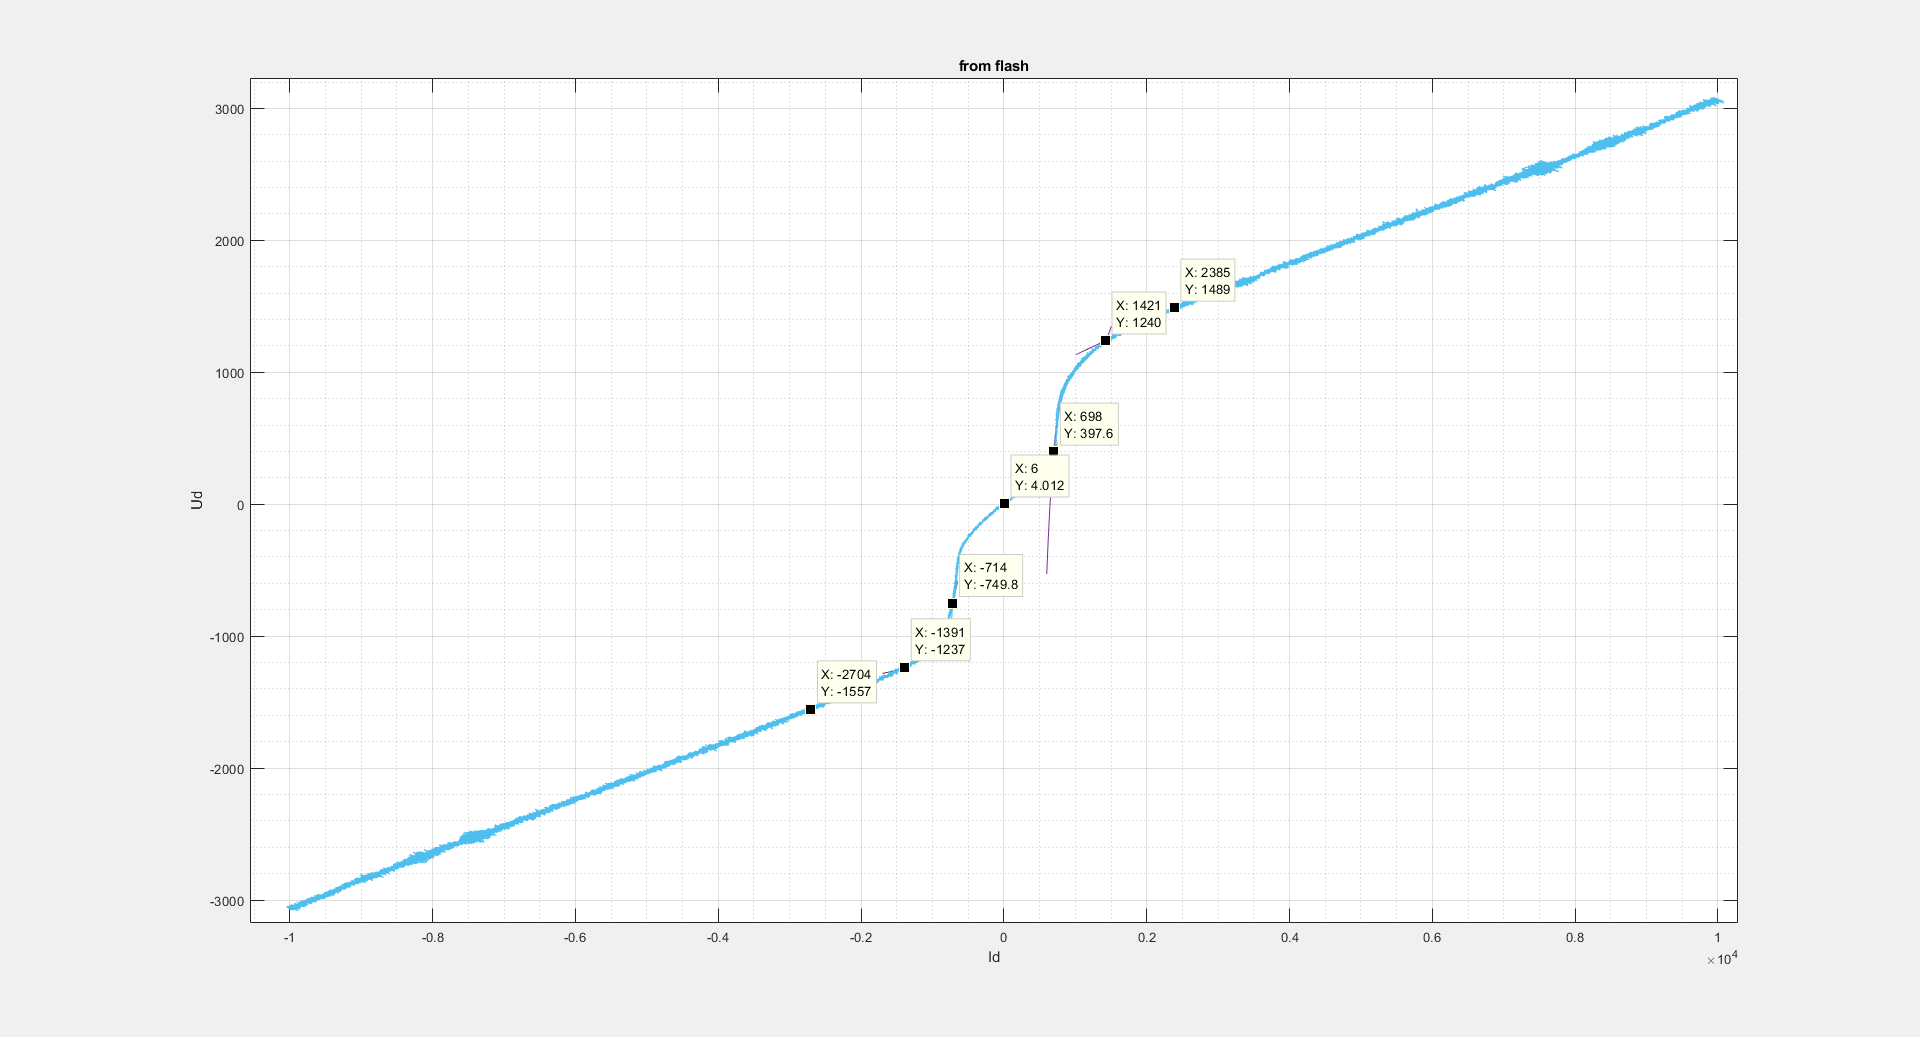 from flash
3000
2000
1000
0
-1000
-2000
-3000
Ud
X: 2385
Y: 1489
X: 1421
Y: 1240
X: 698
Y: 397.6
X: 6
Y: 4.012
X: -714
Y: -749.8
X: -1391
Y: -1237
X: -2704
Y: -1557
-1 -0.8 -0.6 -0.4 -0.2 0 0.2 0.4 0.6 0.8 1
Id
×10⁴